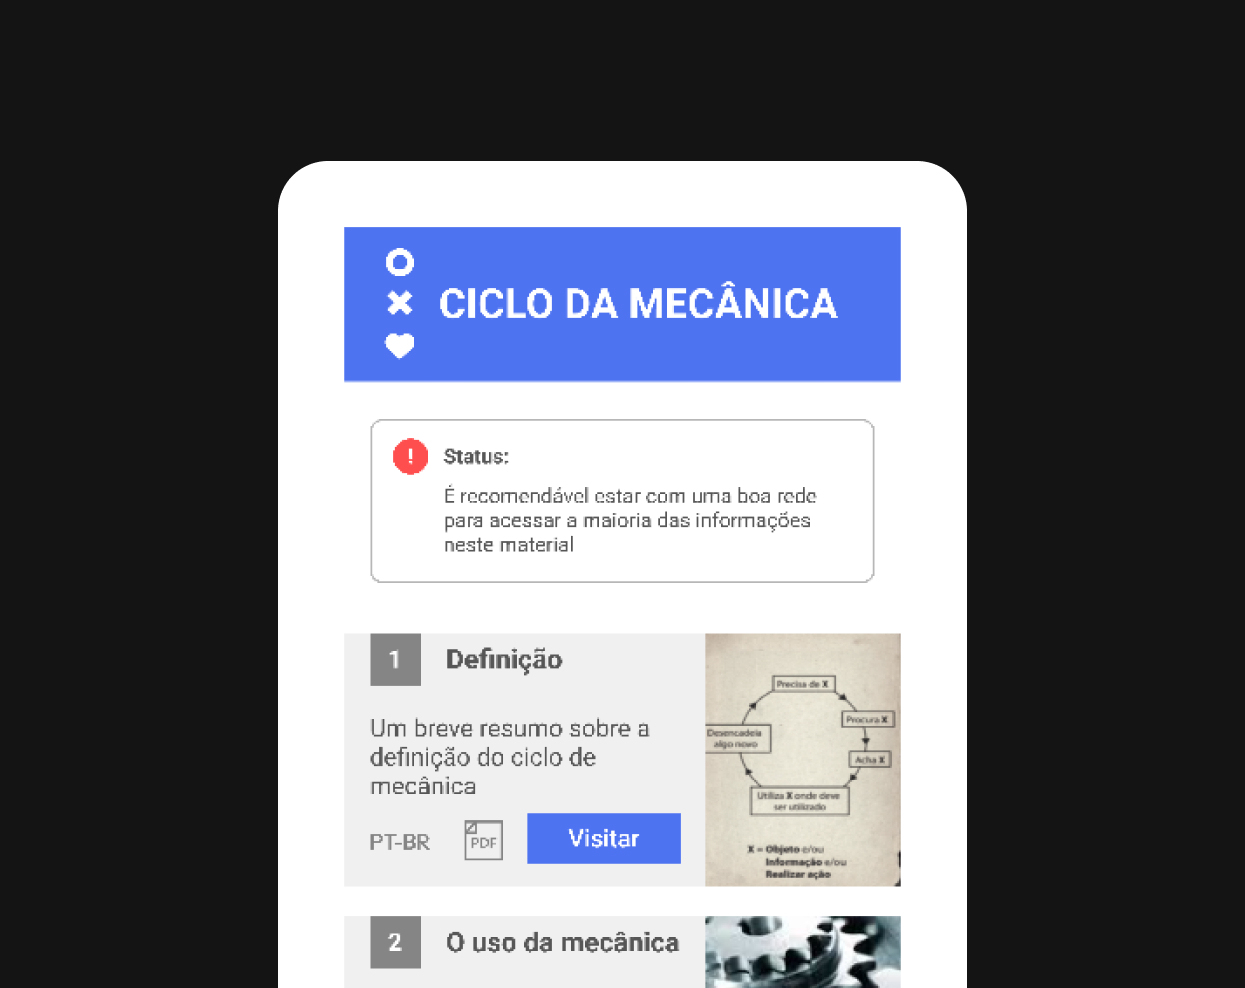 CICLO DA MECÂNICA
!
Status:
É recomendável estar com uma boa rede
para acessar a maioria das informações
neste material
1
Definição
Um breve resumo sobre a
definição do ciclo de
mecânica
PT-BR
PDF
Visitar
Precisa de X
Procura X
Acha X
Utiliza X onde deve
ser utilizado
Desencadeia
algo novo
X = Objeto e/ou
Informação e/ou
Realizar ação
2
O uso da mecânica